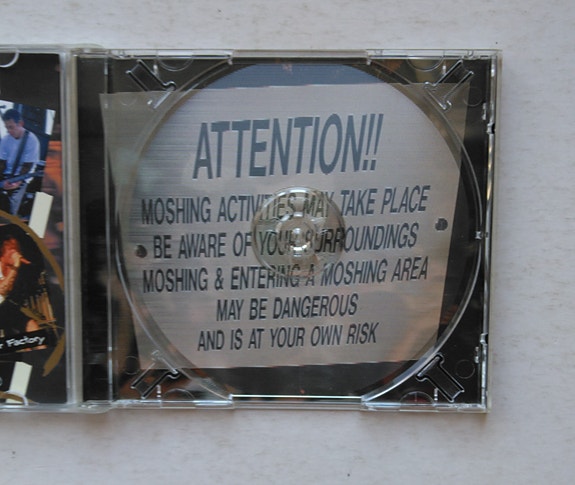 Factory
ATTENTION!!
MOSHING ACTIVITIES MAY TAKE PLACE
BE AWARE OF YOUR SURROUNDINGS
MOSHING & ENTERING A MOSHING AREA
MAY BE DANGEROUS
AND IS AT YOUR OWN RISK